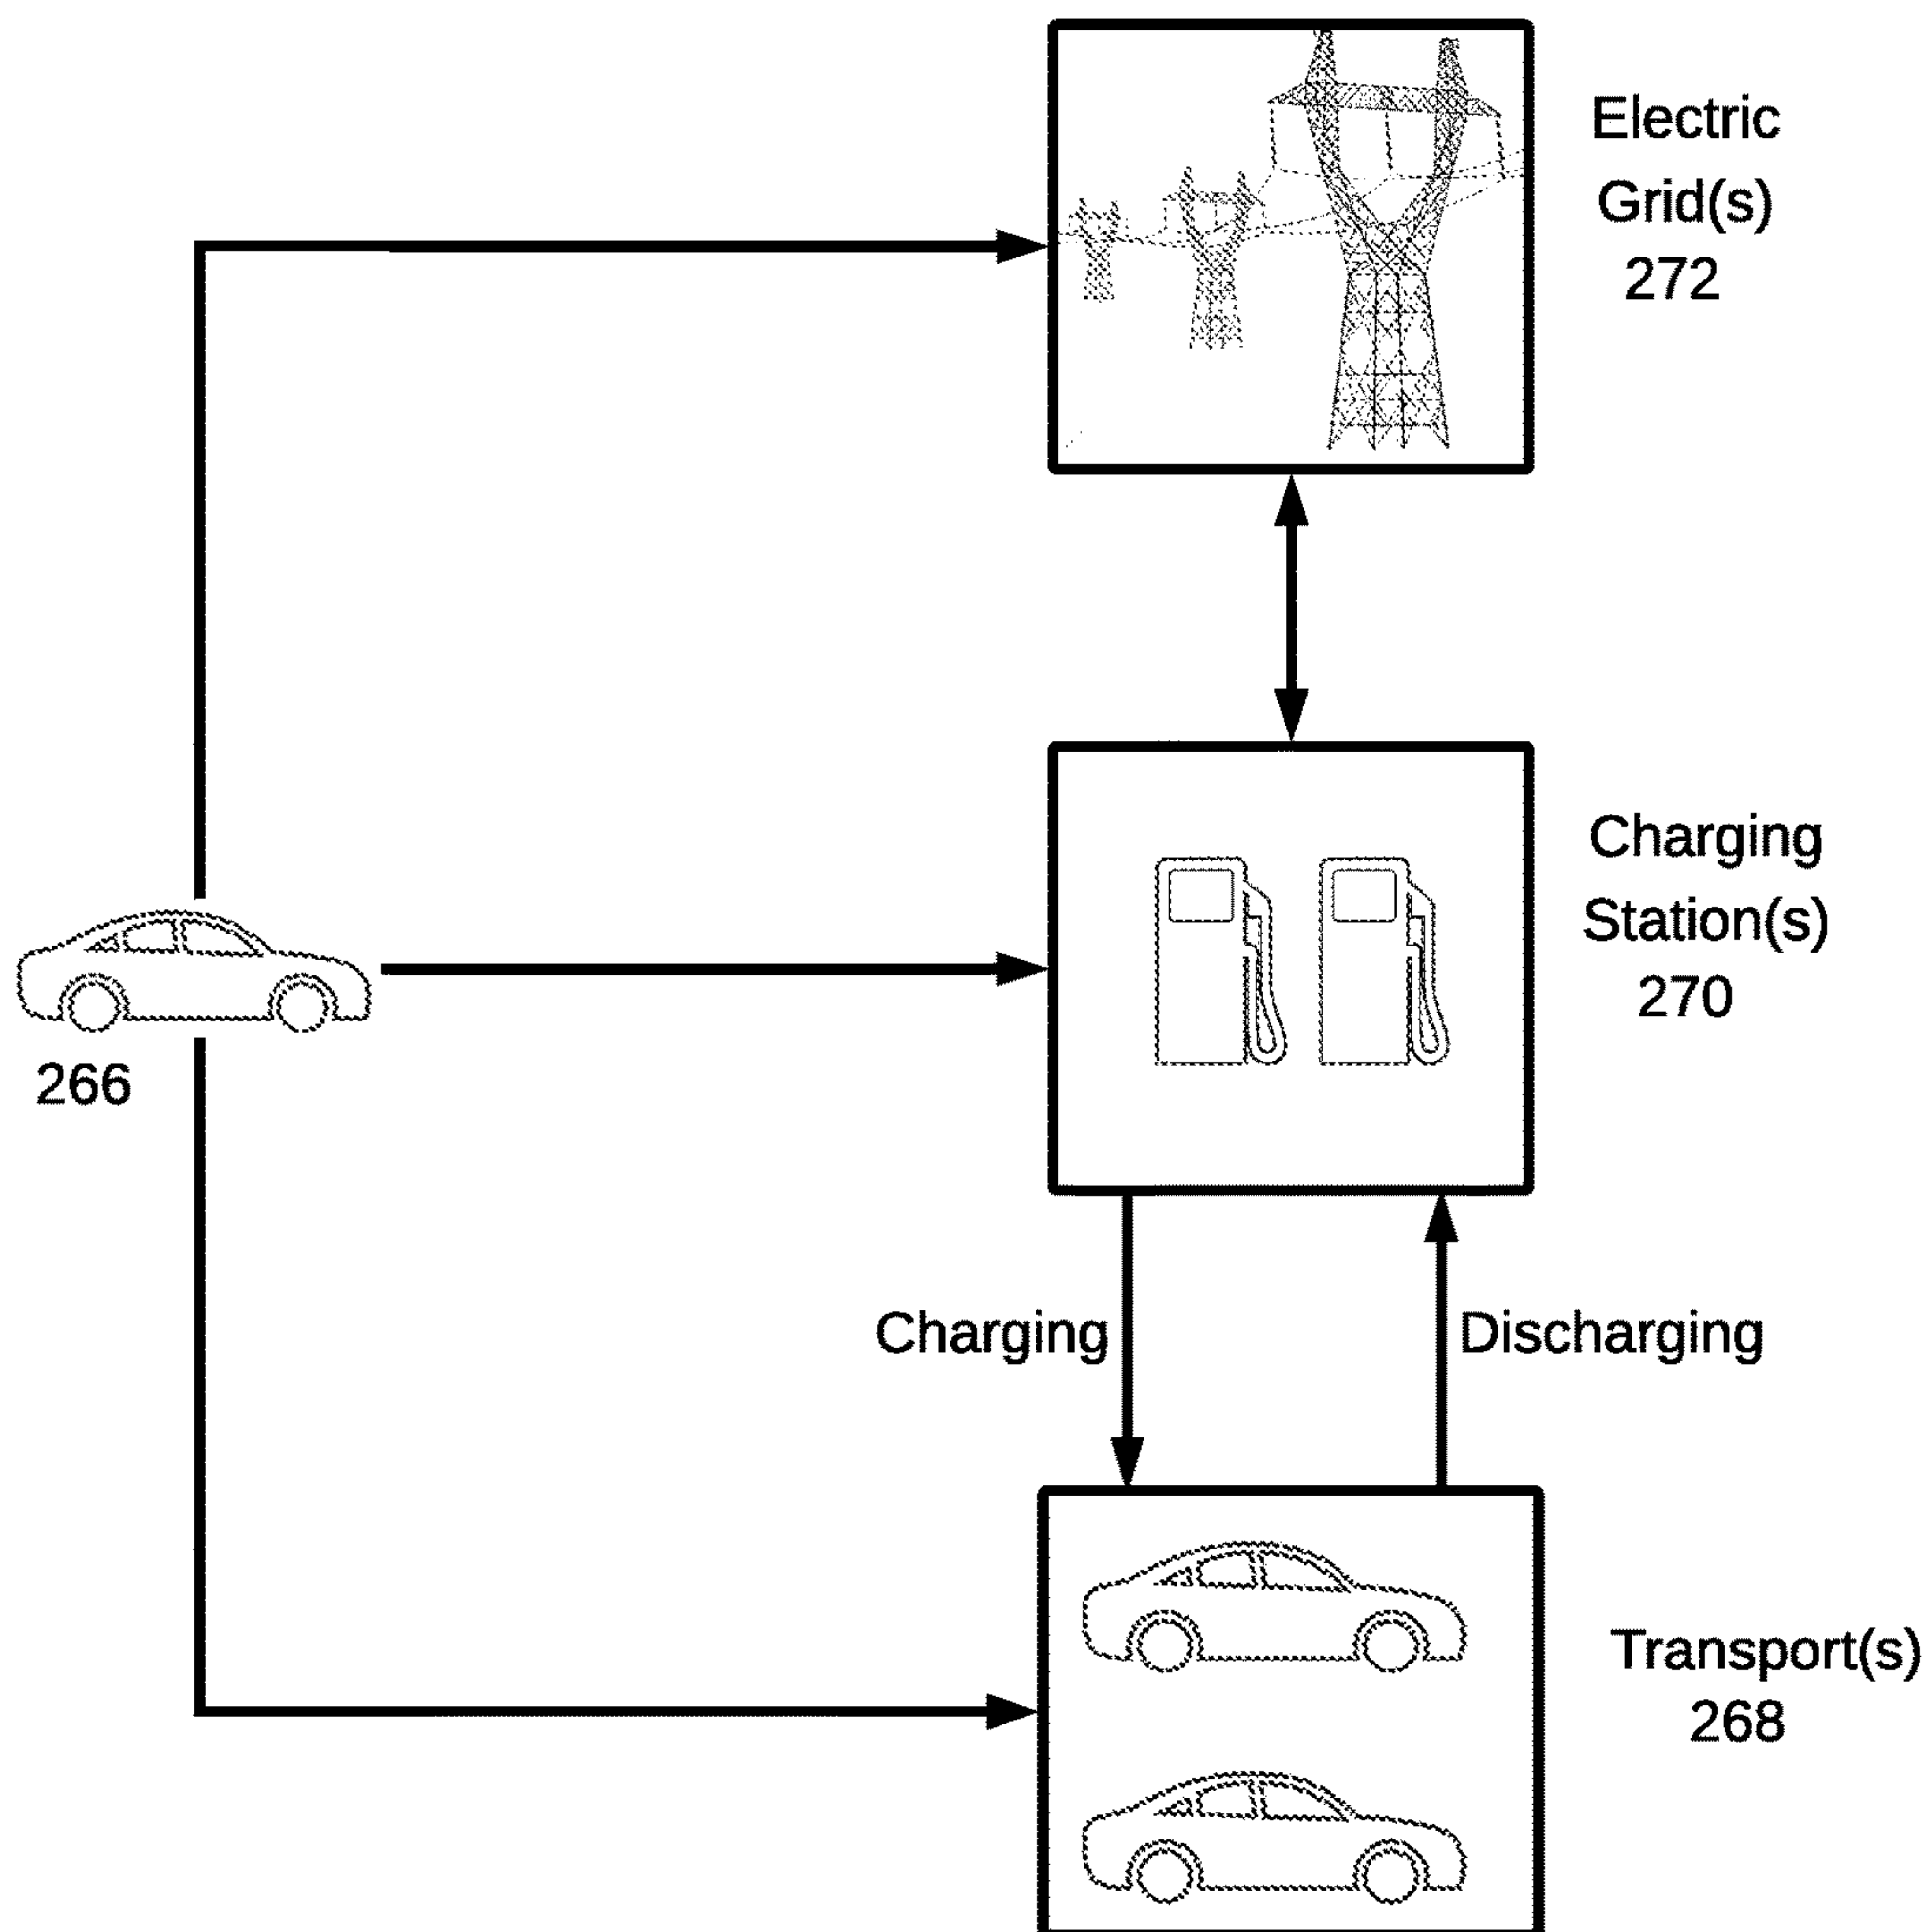 Electric
Grid(s)
272
Charging
Station(s)
270
266
Charging
Discharging
Transport(s)
268